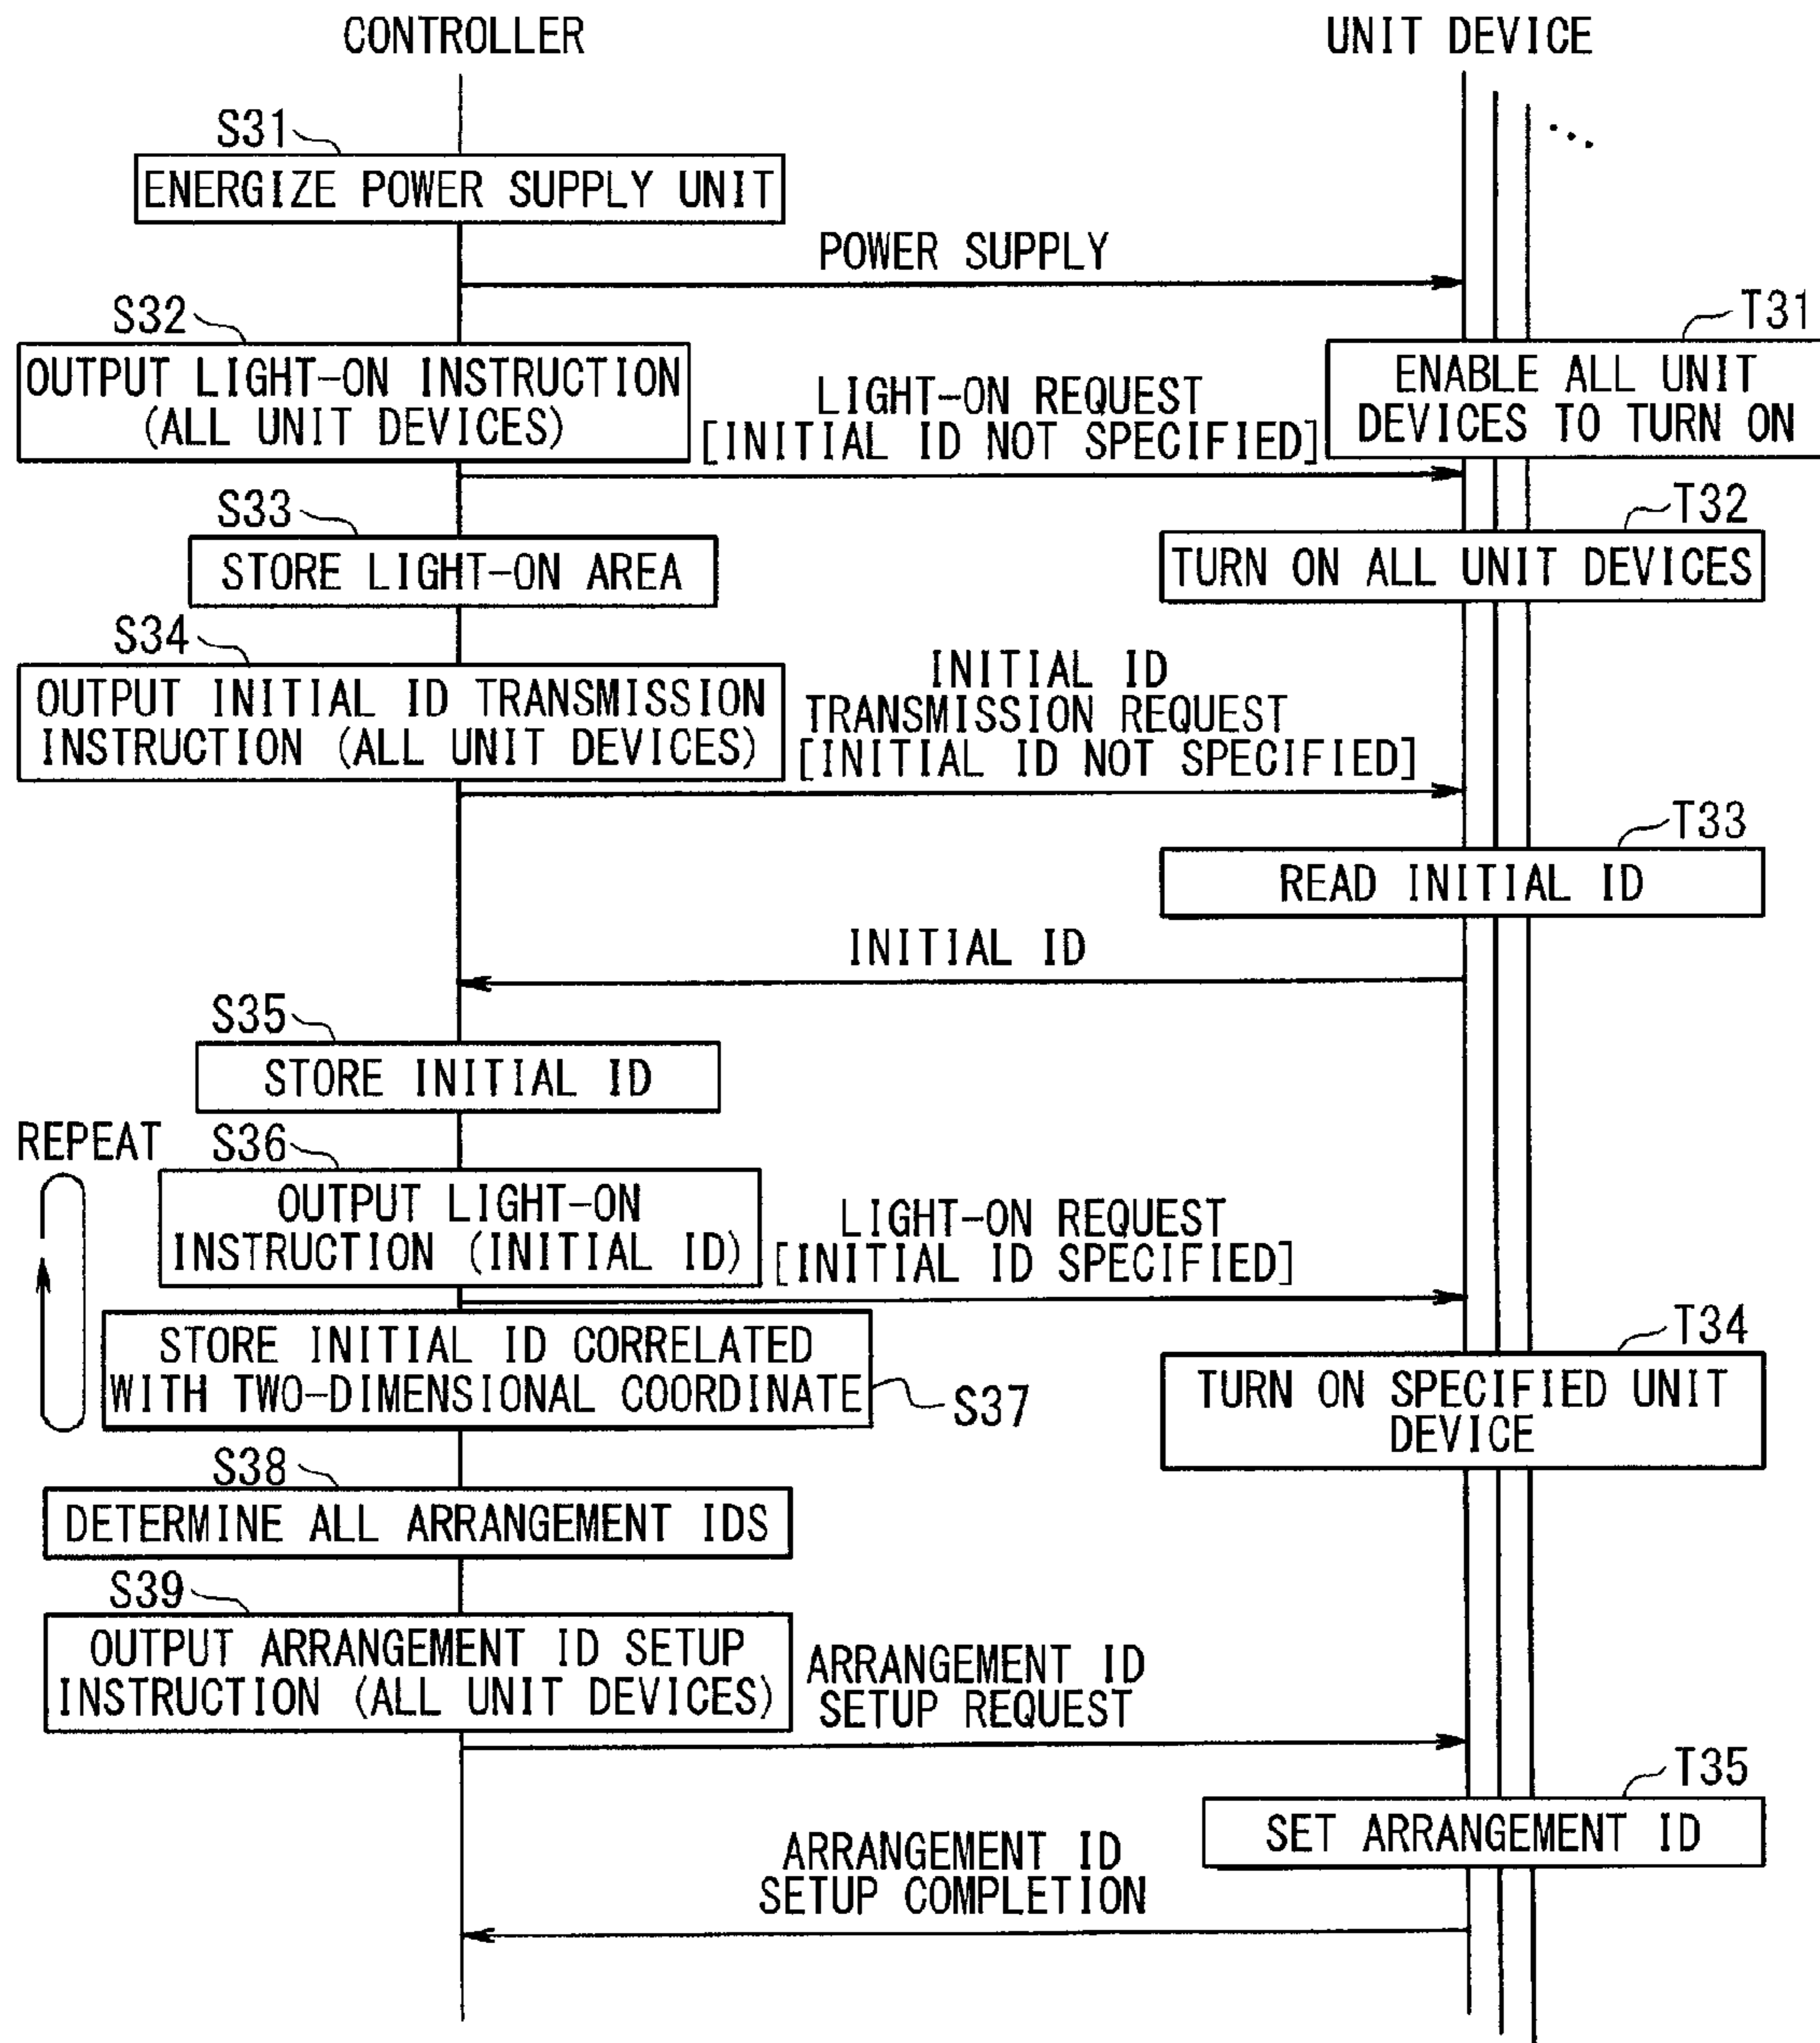 CONTROLLER
UNIT DEVICE
S31
ENERGIZE POWER SUPPLY UNIT
POWER SUPPLY
S32
OUTPUT LIGHT-ON INSTRUCTION
(ALL UNIT DEVICES)
LIGHT-ON REQUEST
[INITIAL ID NOT SPECIFIED]
T31
ENABLE ALL UNIT
DEVICES TO TURN ON
S33
STORE LIGHT-ON AREA
T32
TURN ON ALL UNIT DEVICES
S34
OUTPUT INITIAL ID TRANSMISSION
INSTRUCTION (ALL UNIT DEVICES)
INITIAL ID
TRANSMISSION REQUEST
[INITIAL ID NOT SPECIFIED]
T33
READ INITIAL ID
INITIAL ID
S35
STORE INITIAL ID
REPEAT
S36
OUTPUT LIGHT-ON
INSTRUCTION (INITIAL ID)
LIGHT-ON REQUEST
[INITIAL ID SPECIFIED]
STORE INITIAL ID CORRELATED
WITH TWO-DIMENSIONAL COORDINATE
S37
T34
TURN ON SPECIFIED UNIT
DEVICE
S38
DETERMINE ALL ARRANGEMENT IDS
S39
OUTPUT ARRANGEMENT ID SETUP
INSTRUCTION (ALL UNIT DEVICES)
ARRANGEMENT ID
SETUP REQUEST
T35
SET ARRANGEMENT ID
ARRANGEMENT ID
SETUP COMPLETION